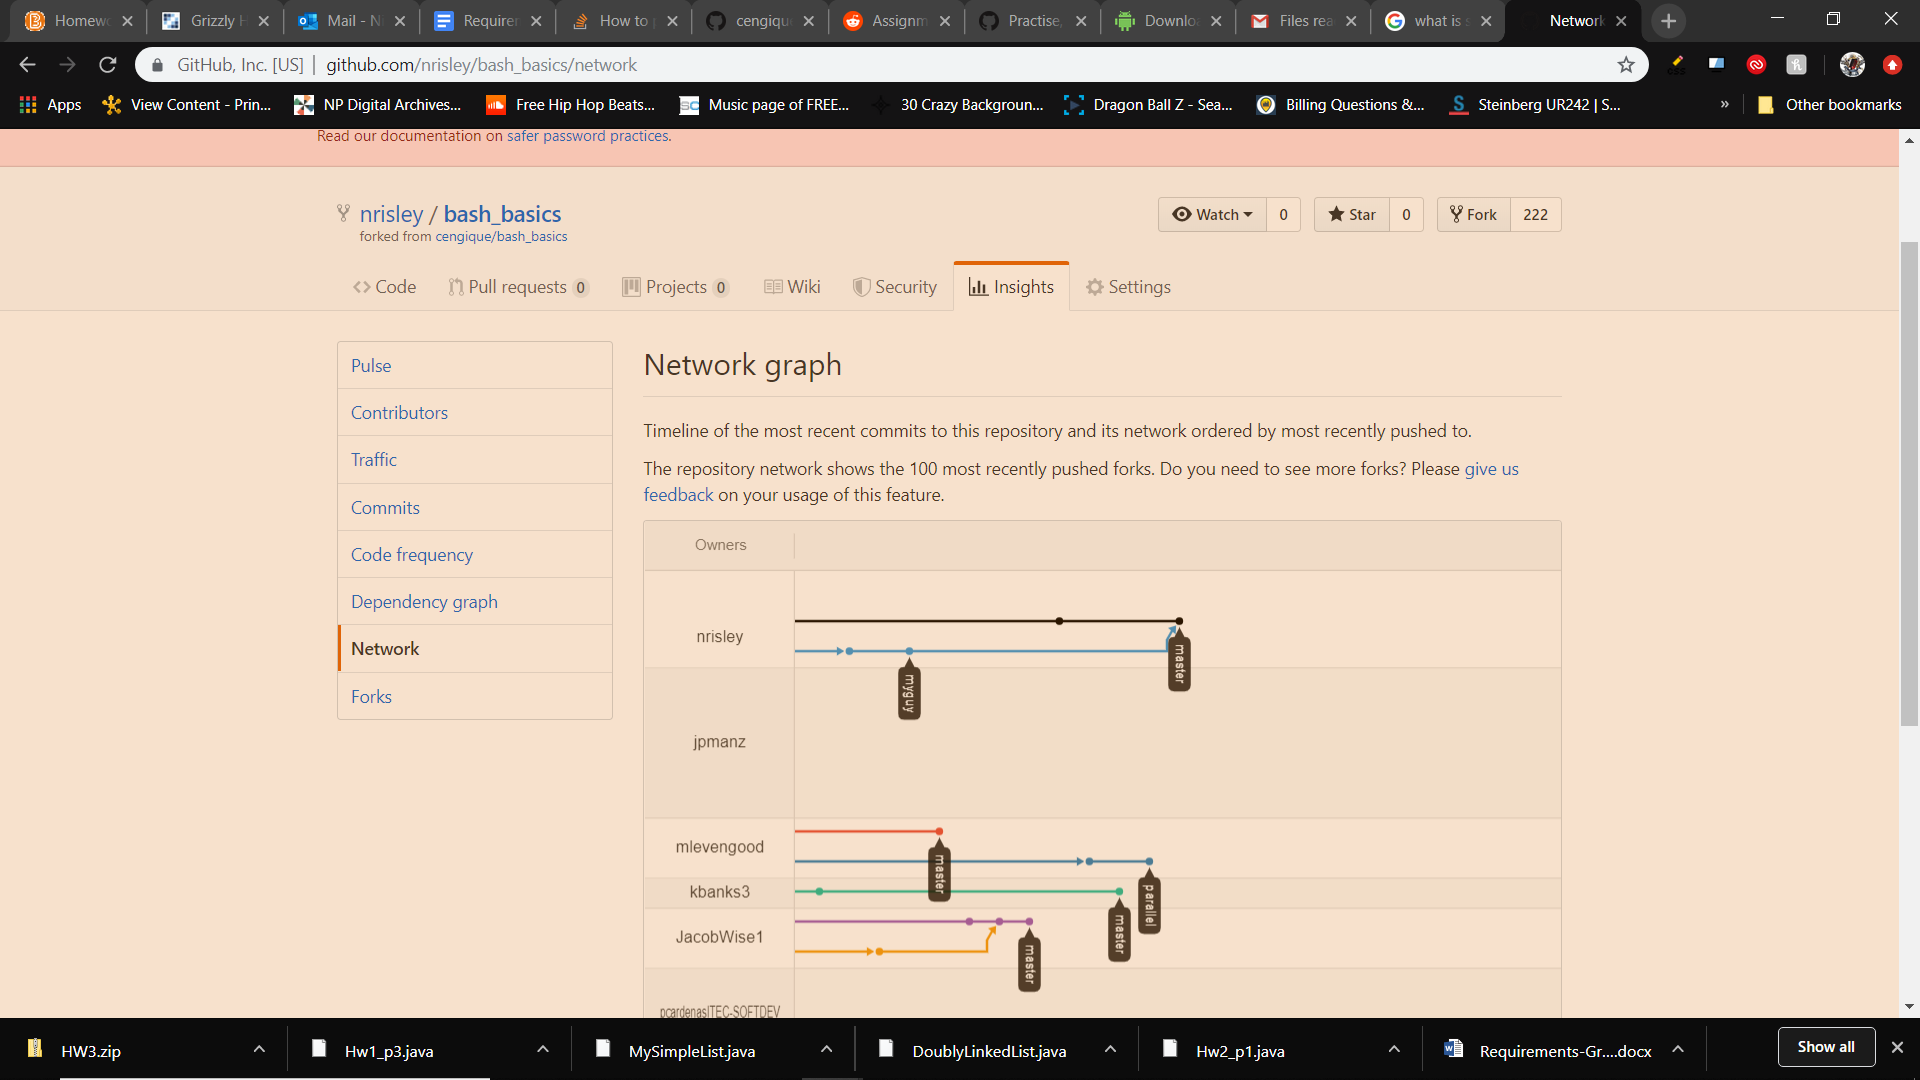 Homew
Grizzly H
Mail - Ni
Requirer
How to
cengique
Assignm
Practise,
Downlo
Files rea
what is s
Network
GitHub, Inc. [US] | github.com/nrisley/bash_basics/network
Apps
View Content - Prin...
NP Digital Archives...
Free Hip Hop Beats...
Music page of FREE...
30 Crazy Backgroun...
Dragon Ball Z - Sea...
Billing Questions &...
Steinberg UR242 | S...
»
Other bookmarks
Read our documentation on safer password practices.
nrisley / bash_basics
forked from cengique/bash_basics
Watch 0
Star 0
Fork 222
Code
Pull requests 0
Projects 0
Wiki
Security
Insights
Settings
Pulse
Contributors
Traffic
Commits
Code frequency
Dependency graph
Network
Forks
Network graph
Timeline of the most recent commits to this repository and its network ordered by most recently pushed to.
The repository network shows the 100 most recently pushed forks. Do you need to see more forks? Please give us
feedback on your usage of this feature.
Owners
nrisley
master
myguy
jpmanz
mlevengood
master
parallel
kbanks3
master
JacobWise1
master
pcardenasITEC-SOFTDEV
HW3.zip
Hw1_p3.java
MySimpleList.java
DoublyLinkedList.java
Hw2_p1.java
Requirements-Gr....docx
Show all